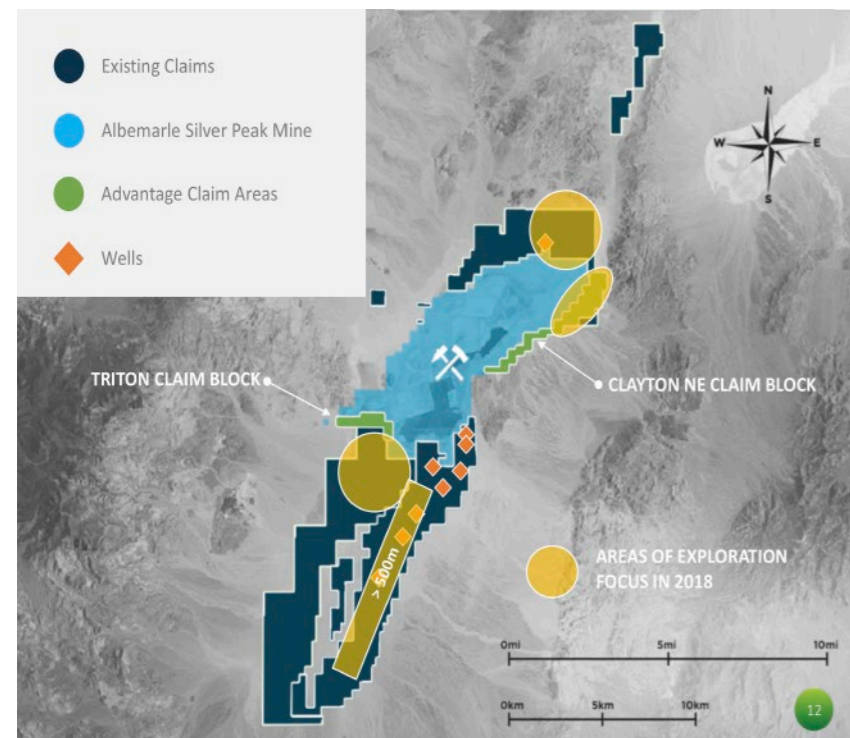 Existing Claims
Albemarle Silver Peak Mine
Advantage Claim Areas
Wells
N
W
E
S
TRITON CLAIM BLOCK
CLAYTON NE CLAIM BLOCK
> 500m
AREAS OF EXPLORATION
FOCUS IN 2018
0mi 5mi 10mi
0km 5km 10km
12